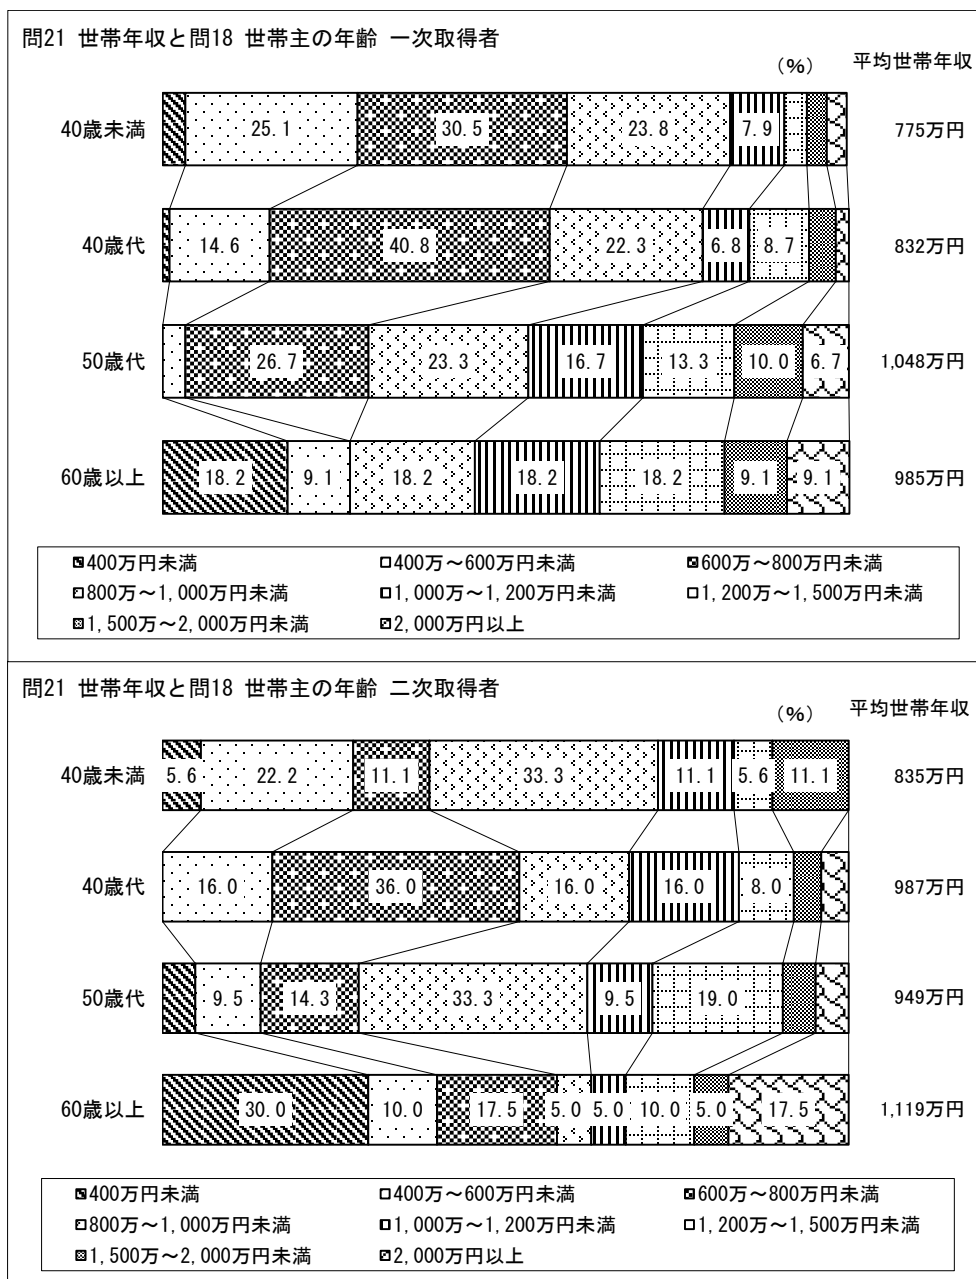 問21 世帯年収と問18 世帯主の年齢 一次取得者
(%) 平均世帯年収
40歳未満 25.1 30.5 23.8 7.9 775万円
40歳代 14.6 40.8 22.3 6.8 8.7 832万円
50歳代 26.7 23.3 16.7 13.3 10.0 6.7 1,048万円
60歳以上 18.2 9.1 18.2 18.2 18.2 9.1 9.1 985万円
400万円未満 400万～600万円未満 600万～800万円未満
800万～1,000万円未満 1,000万～1,200万円未満 1,200万～1,500万円未満
1,500万～2,000万円未満 2,000万円以上
問21 世帯年収と問18 世帯主の年齢 二次取得者
(%) 平均世帯年収
40歳未満 5.6 22.2 11.1 33.3 11.1 5.6 11.1 835万円
40歳代 16.0 36.0 16.0 16.0 8.0 987万円
50歳代 9.5 14.3 33.3 9.5 19.0 949万円
60歳以上 30.0 10.0 17.5 5.0 5.0 10.0 5.0 17.5 1,119万円
400万円未満 400万～600万円未満 600万～800万円未満
800万～1,000万円未満 1,000万～1,200万円未満 1,200万～1,500万円未満
1,500万～2,000万円未満 2,000万円以上